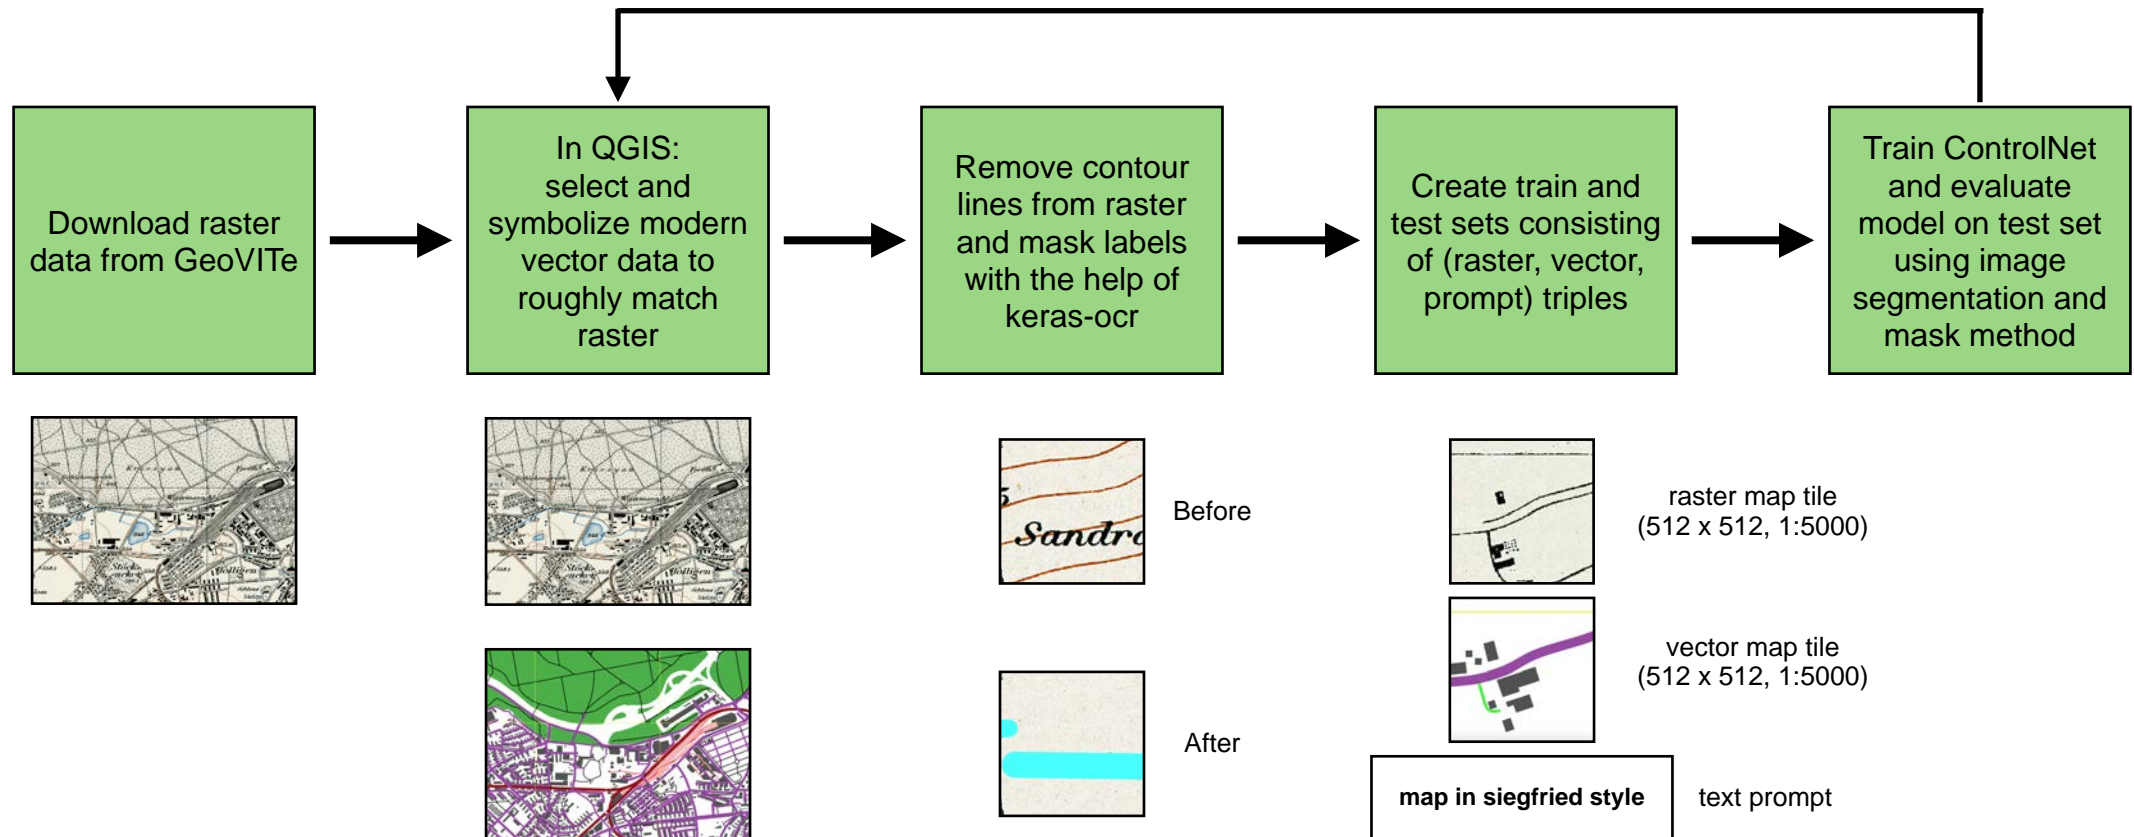 Download raster
data from GeoVITe
In QGIS:
select and
symbolize modern
vector data to
roughly match
raster
Remove contour
lines from raster
and mask labels
with the help of
keras-ocr
Create train and
test sets consisting
of (raster, vector,
prompt) triples
Train ControlNet
and evaluate
model on test set
using image
segmentation and
mask method
Sandro
Before
After
raster map tile
(512 x 512, 1:5000)
vector map tile
(512 x 512, 1:5000)
map in siegfried style
text prompt